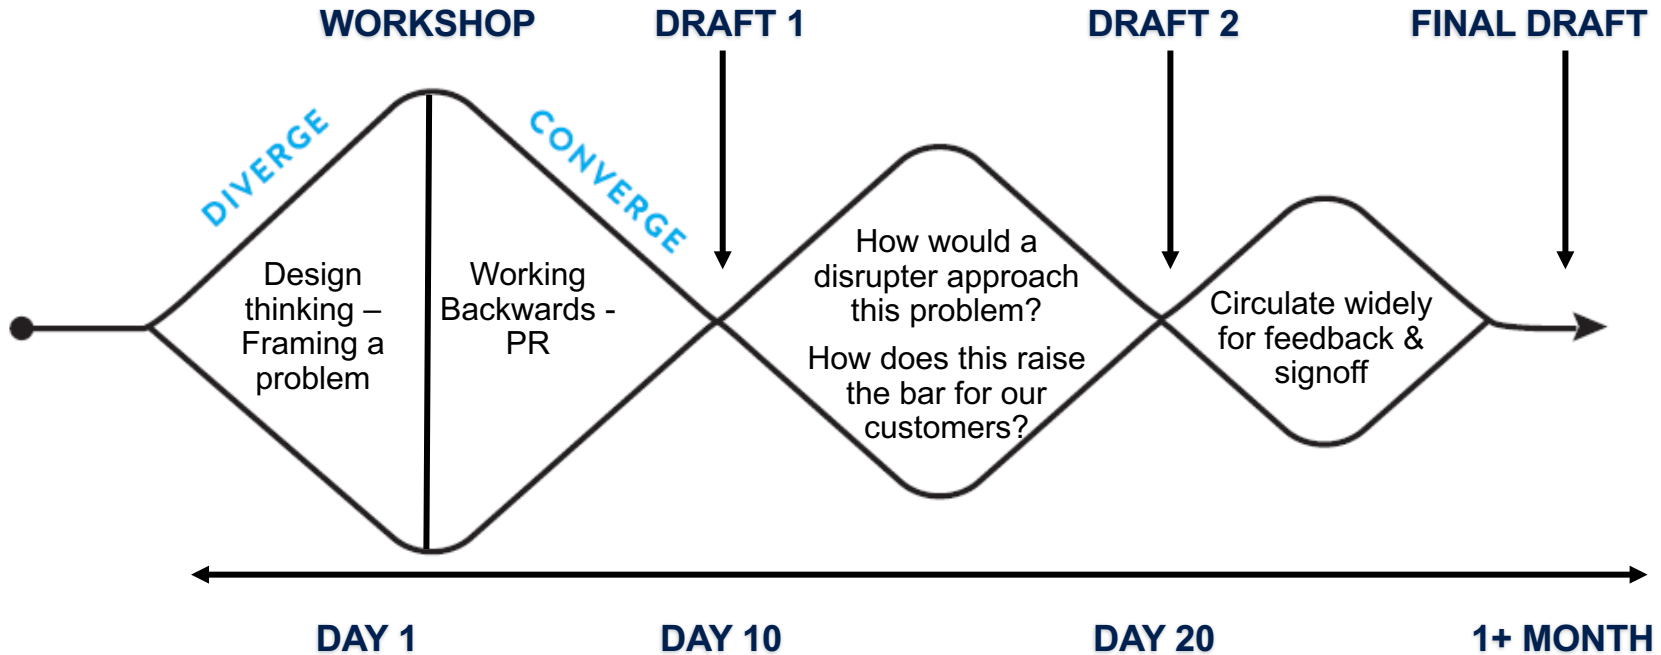 WORKSHOP
DRAFT 1
DRAFT 2
FINAL DRAFT
DIVERGE
CONVERGE
Design
thinking –
Framing a
problem
Working
Backwards -
PR
How would a
disrupter approach
this problem?
How does this raise
the bar for our
customers?
Circulate widely
for feedback &
signoff
DAY 1
DAY 10
DAY 20
1+ MONTH